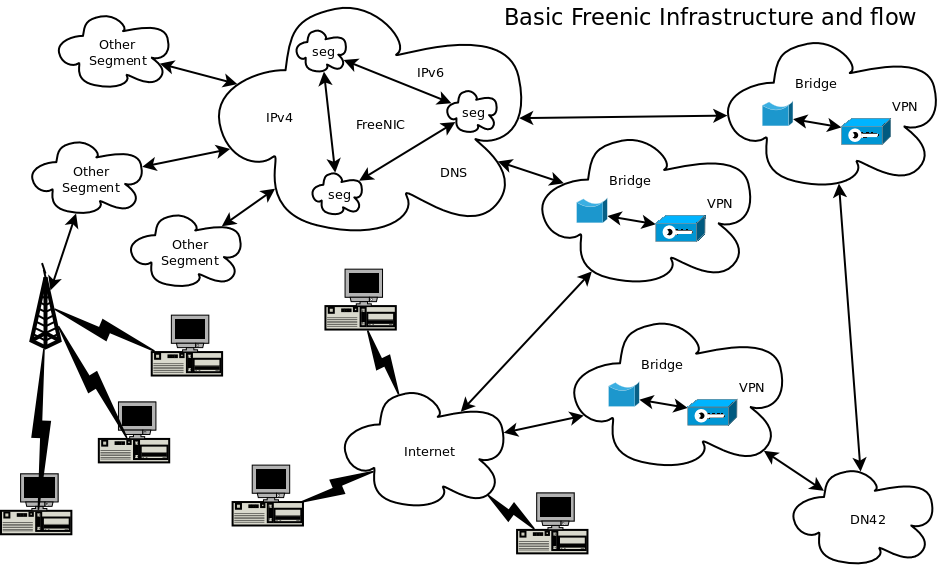 Basic Freenic Infrastructure and flow
Other
Segment
seg
IPv6
IPv4
FreeNIC
seg
DNS
seg
Other
Segment
Other
Segment
Bridge
VPN
Bridge
VPN
Bridge
VPN
Internet
DN42